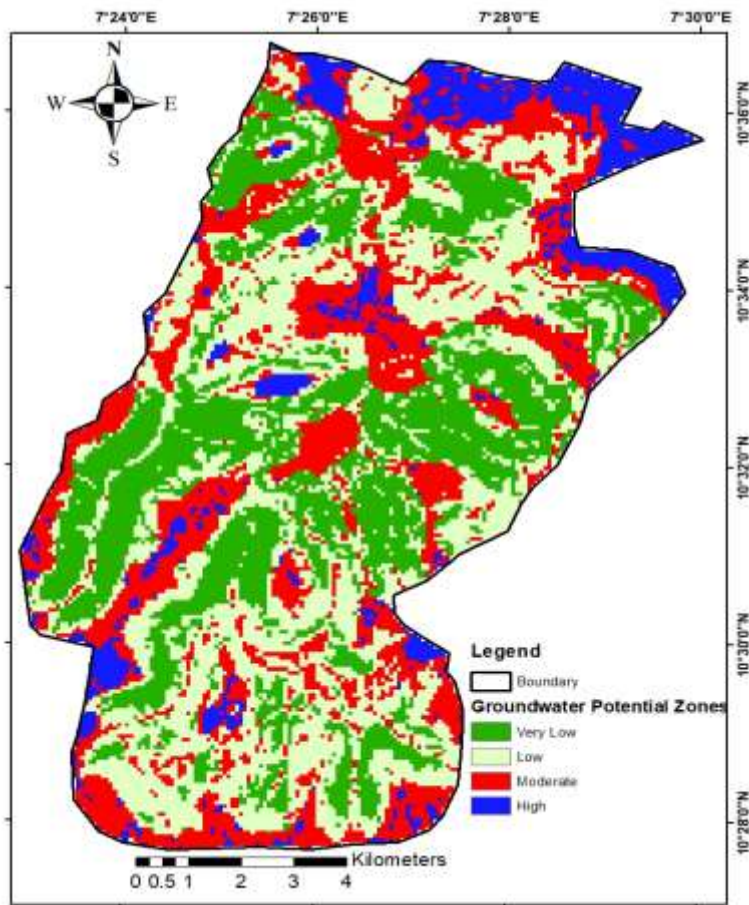 7°24'0"E 7°26'0"E 7°28'0"E 7°30'0"E
N
W E
S
10°36'0"N
10°34'0"N
10°32'0"N
10°30'0"N
10°28'0"N
Legend
Boundary
Groundwater Potential Zones
Very Low
Low
Moderate
High
Kilometers
0 0.5 1 2 3 4